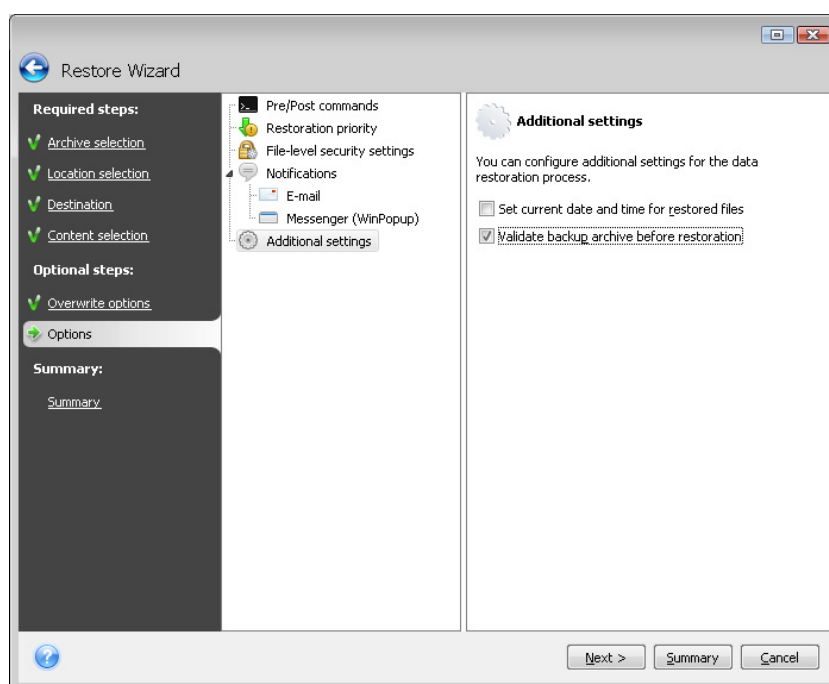 Restore Wizard
Required steps:
Archive selection
Location selection
Destination
Content selection
Optional steps:
Overwrite options
Options
Summary:
Summary
Pre/Post commands
Restoration priority
File-level security settings
Notifications
E-mail
Messenger (WinPopup)
Additional settings
Additional settings
You can configure additional settings for the data
restoration process.
Set current date and time for restored files
Validate backup archive before restoration
Next >
Summary
Cancel